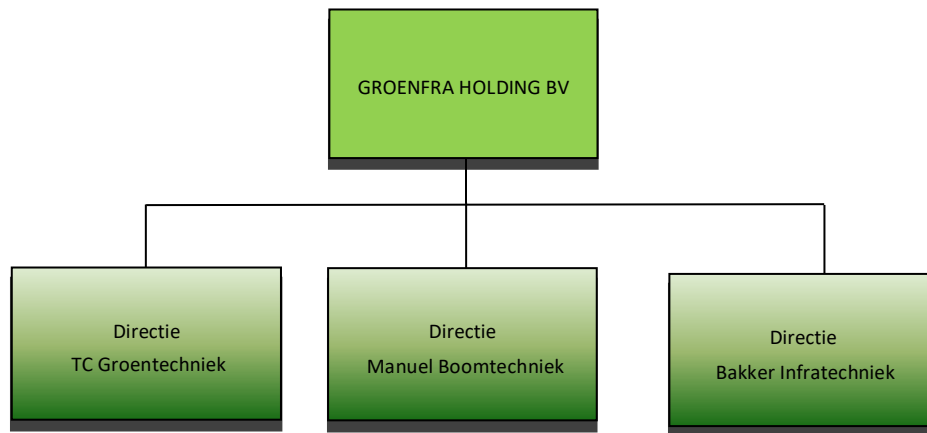 GROENFRA HOLDING BV
Directie
TC Groentechniek
Directie
Manuel Boomtechniek
Directie
Bakker Infratechniek